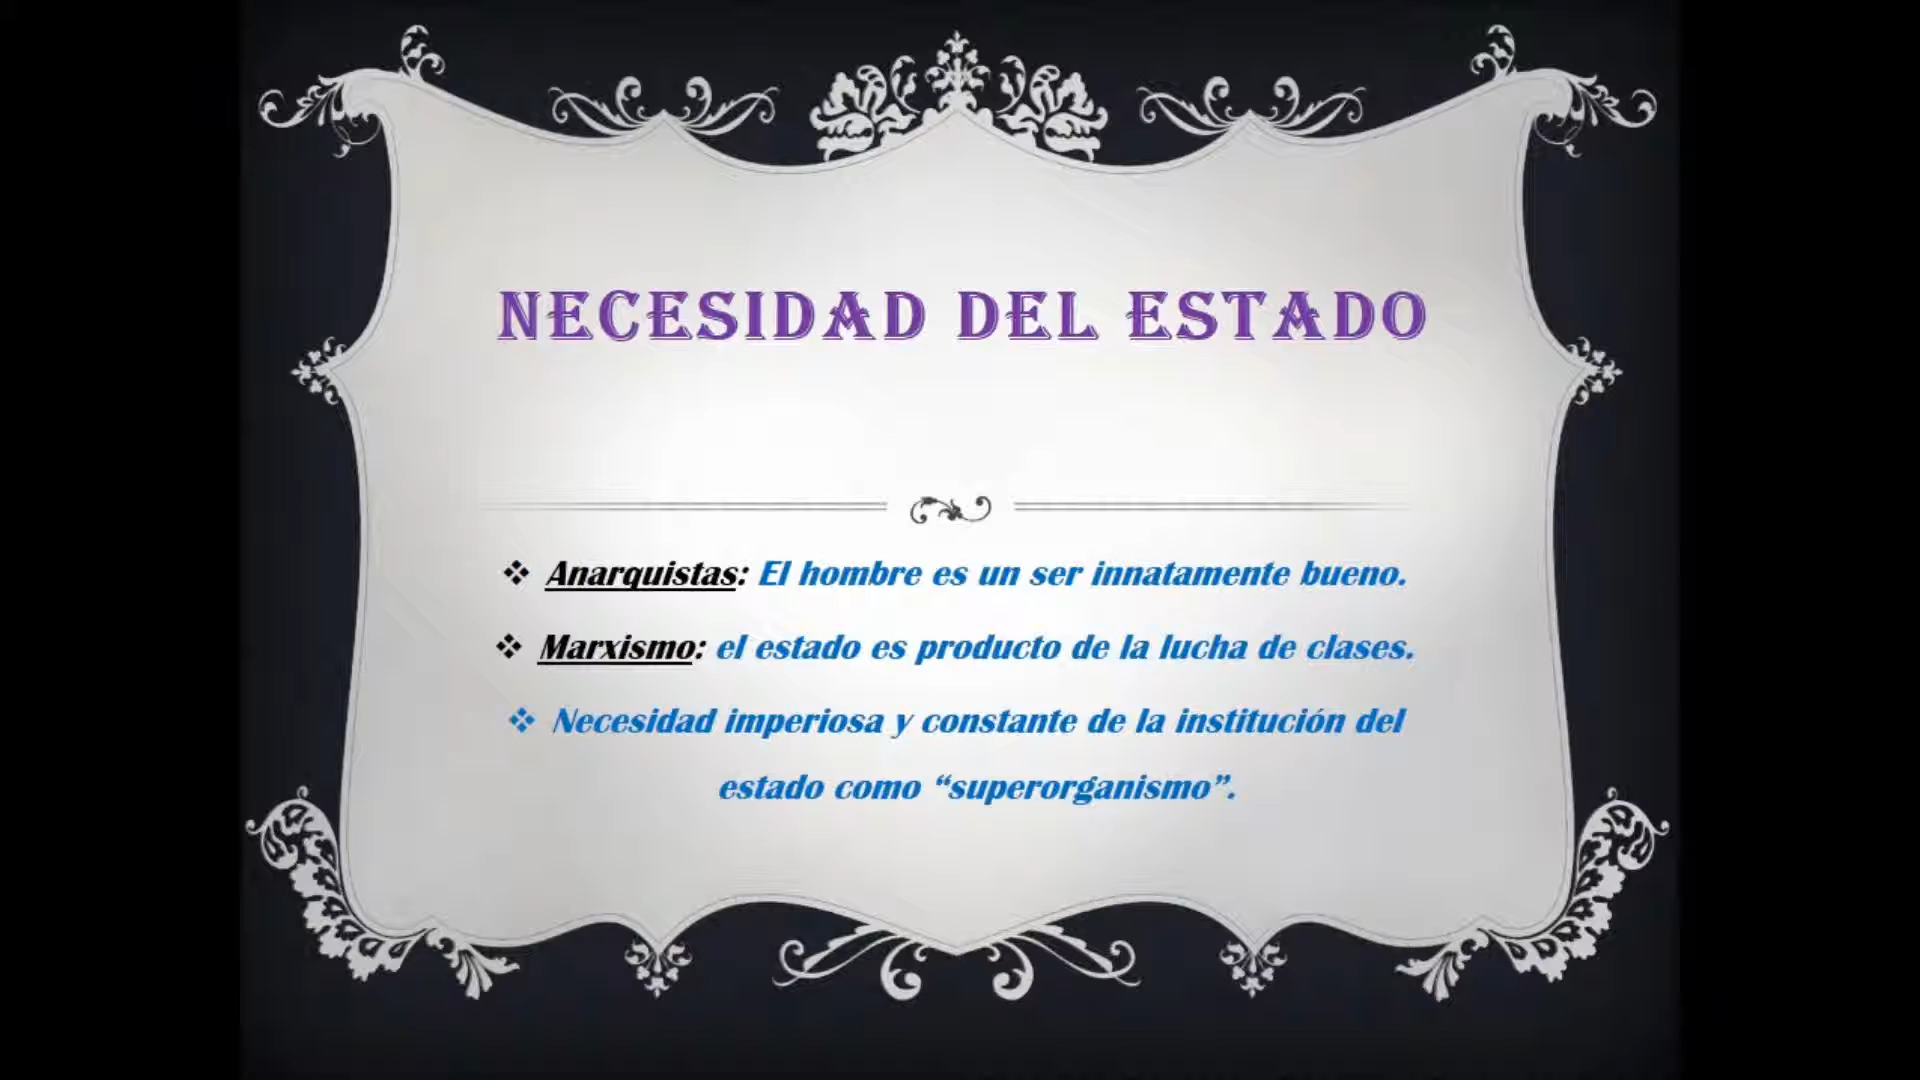 NECESIDAD DEL ESTADO
❖ Anarquistas: El hombre es un ser innatamente bueno.
❖ Marxismo: el estado es producto de la lucha de clases.
❖ Necesidad imperiosa y constante de la institución del
estado como “superorganismo”.